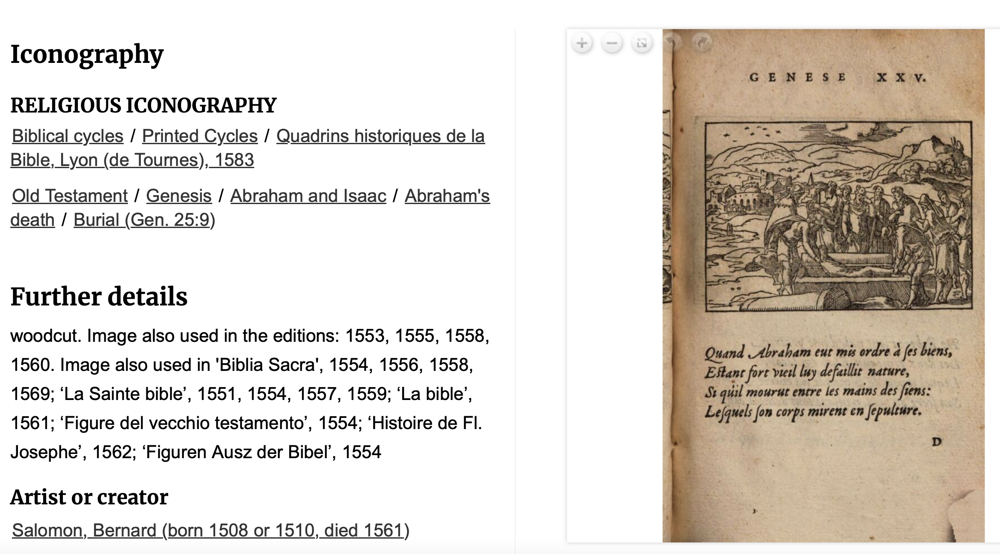 Iconography
RELIGIOUS ICONOGRAPHY
Biblical cycles / Printed Cycles / Quadrins historiques de la
Bible, Lyon (de Tournes), 1583
Old Testament / Genesis / Abraham and Isaac / Abraham's
death / Burial (Gen. 25:9)
Further details
woodcut. Image also used in the editions: 1553, 1555, 1558,
1560. Image also used in 'Biblia Sacra', 1554, 1556, 1558,
1569; ‘La Sainte bible’, 1551, 1554, 1557, 1559; ‘La bible’,
1561; ‘Figure del vecchio testamento’, 1554; ‘Histoire de Fl.
Josephe’, 1562; ‘Figuren Ausz der Bibel’, 1554
Artist or creator
Salomon, Bernard (born 1508 or 1510, died 1561)
GENESE XXV.
Quand Abraham eut mis ordre à ſes biens,
Eſtant fort vieil luy defaillit nature,
Si qu'il mourut entre les mains des ſiens:
Leſquels ſon corps mirent en ſepulture.
D